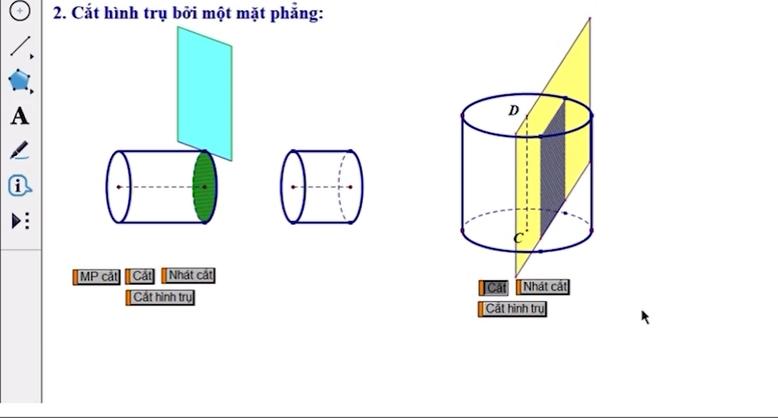 2. Cắt hình trụ bởi một mặt phẳng:
D
C
MP cắt Cắt Nhát cắt
Cắt hình trụ
Cắt Nhát cắt
Cắt hình trụ
A
i